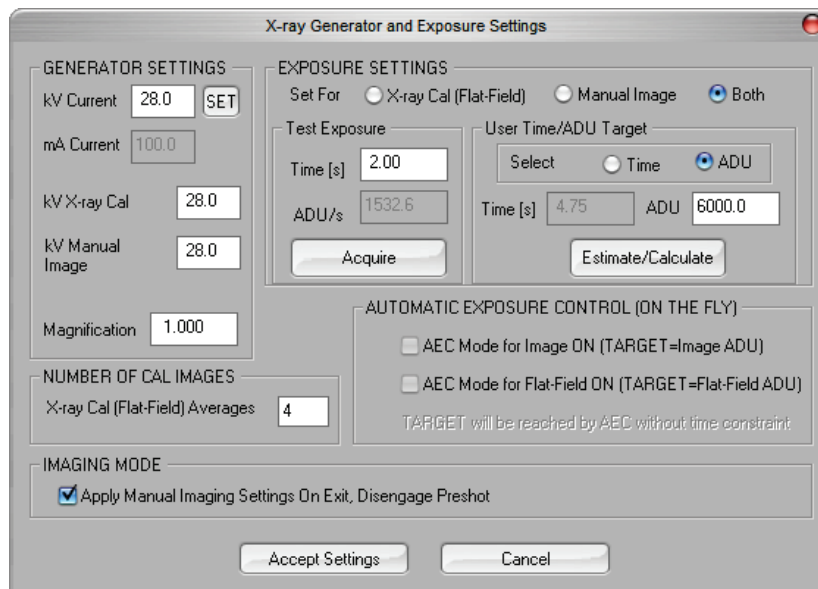 X-ray Generator and Exposure Settings
GENERATOR SETTINGS
kV Current 28.0 SET
mA Current 100.0
kV X-ray Cal 28.0
kV Manual Image 28.0
Magnification 1.000
EXPOSURE SETTINGS
Set For X-ray Cal (Flat-Field) Manual Image Both
Test Exposure
Time [s] 2.00
ADU/s 1532.6
Acquire
User Time/ADU Target
Select Time ADU
Time [s] 4.75 ADU 6000.0
Estimate/Calculate
AUTOMATIC EXPOSURE CONTROL (ON THE FLY)
AEC Mode for Image ON (TARGET=Image ADU)
AEC Mode for Flat-Field ON (TARGET=Flat-Field ADU)
TARGET will be reached by AEC without time constraint
NUMBER OF CAL IMAGES
X-ray Cal (Flat-Field) Averages 4
IMAGING MODE
Apply Manual Imaging Settings On Exit, Disengage Preshot
Accept Settings Cancel